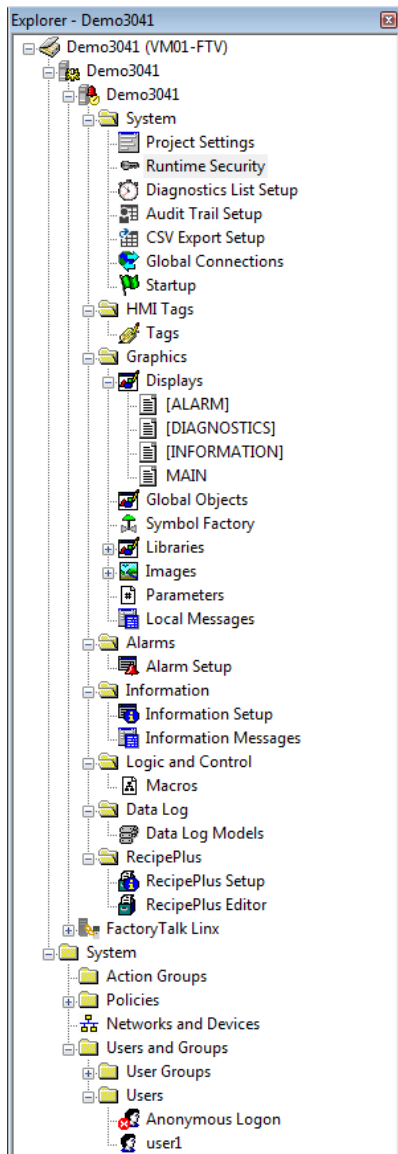 Explorer - Demo3041
Demo3041 (VM01-FTV)
Demo3041
Demo3041
System
Project Settings
Runtime Security
Diagnostics List Setup
Audit Trail Setup
CSV Export Setup
Global Connections
Startup
HMI Tags
Tags
Graphics
Displays
[ALARM]
[DIAGNOSTICS]
[INFORMATION]
MAIN
Global Objects
Symbol Factory
Libraries
Images
Parameters
Local Messages
Alarms
Alarm Setup
Information
Information Setup
Information Messages
Logic and Control
Macros
Data Log
Data Log Models
RecipePlus
RecipePlus Setup
RecipePlus Editor
FactoryTalk Linx
System
Action Groups
Policies
Networks and Devices
Users and Groups
User Groups
Users
Anonymous Logon
user1